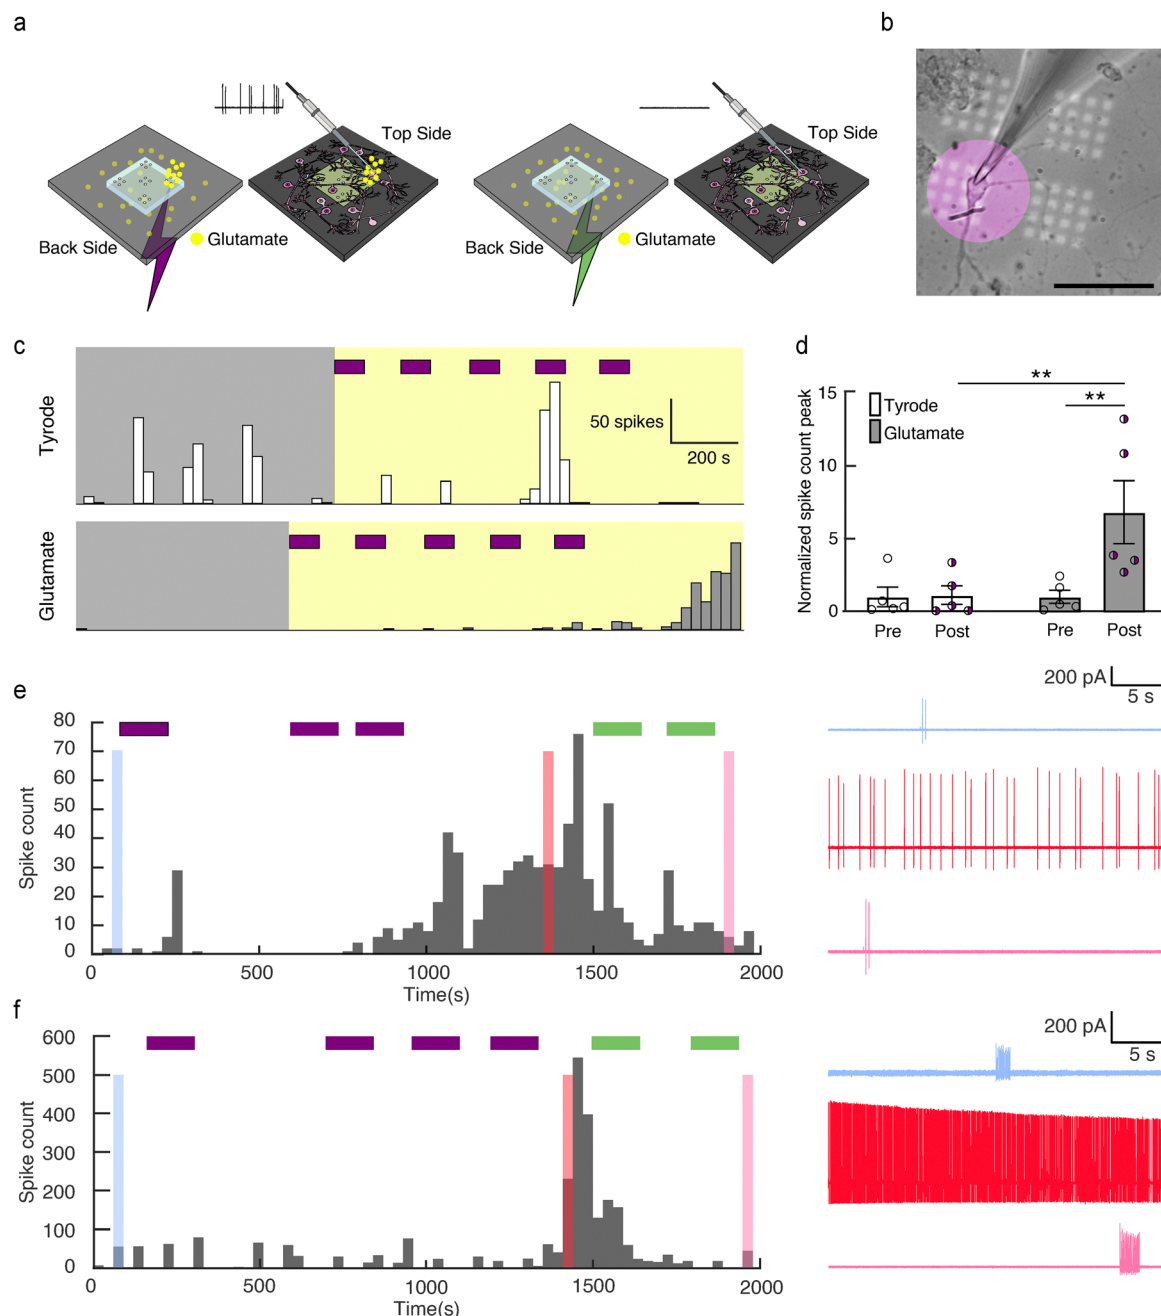 a
b
Top Side
Top Side
Back Side
Glutamate
Back Side
Glutamate
c
Tyrode
50 spikes
200 s
Glutamate
d
**
**
Normalized spike count peak
15
10
5
0
Tyrode
Glutamate
Pre
Post
Pre
Post
e
Spike count
80
70
60
50
40
30
20
10
0
0
500
1000
1500
2000
Time(s)
200 pA
5 s
f
Spike count
600
500
400
300
200
100
0
0
500
1000
1500
2000
Time(s)
200 pA
5 s